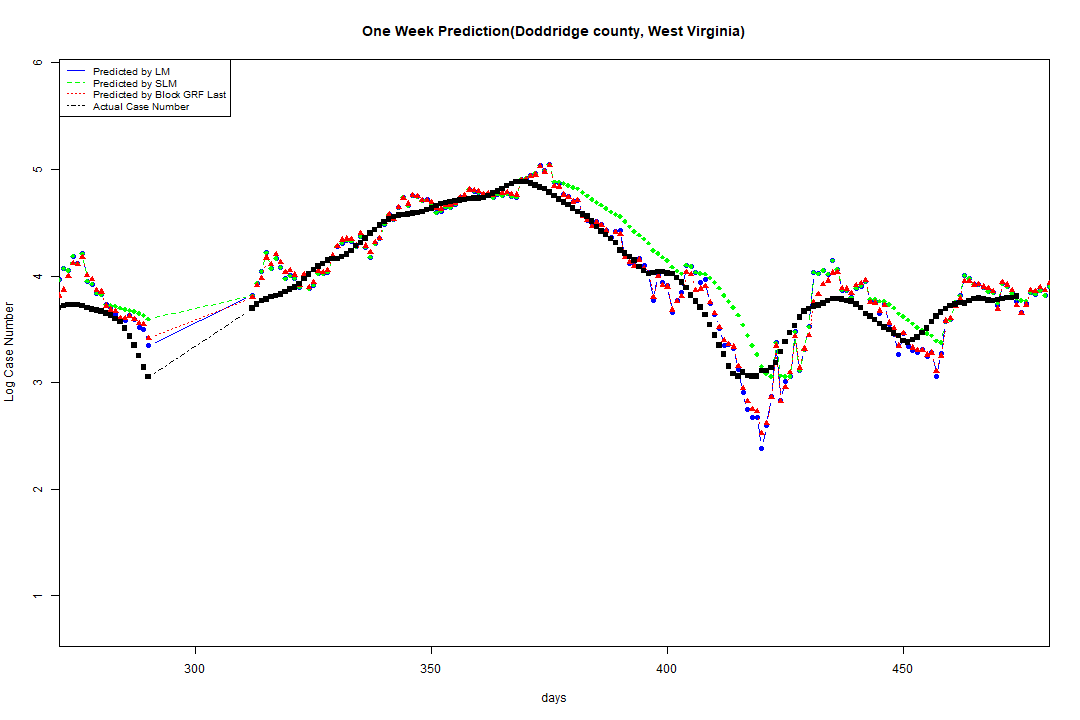 One Week Prediction(Doddridge county, West Virginia)
Predicted by LM
Predicted by SLM
Predicted by Block GRF Last
Actual Case Number
6
5
4
3
2
1
Log Case Number
300
350
400
450
days